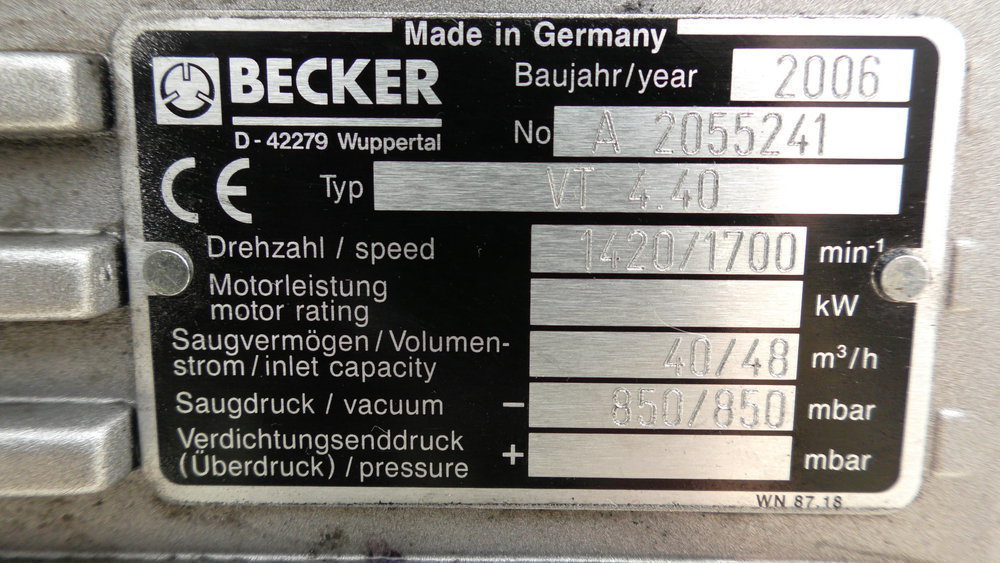 Made in Germany
BECKER
D-42279 Wuppertal
Baujahr/year 2006
No A 2055241
CE Typ VT 4.40
Drehzahl / speed 1420/1700 min-1
Motorleistung
motor rating kW
Saugvermögen/Volumen-
strom/inlet capacity 40/48 m³/h
Saugdruck / vacuum - 850/850 mbar
Verdichtungsenddruck
(Überdruck)/pressure + mbar
WN 87.18